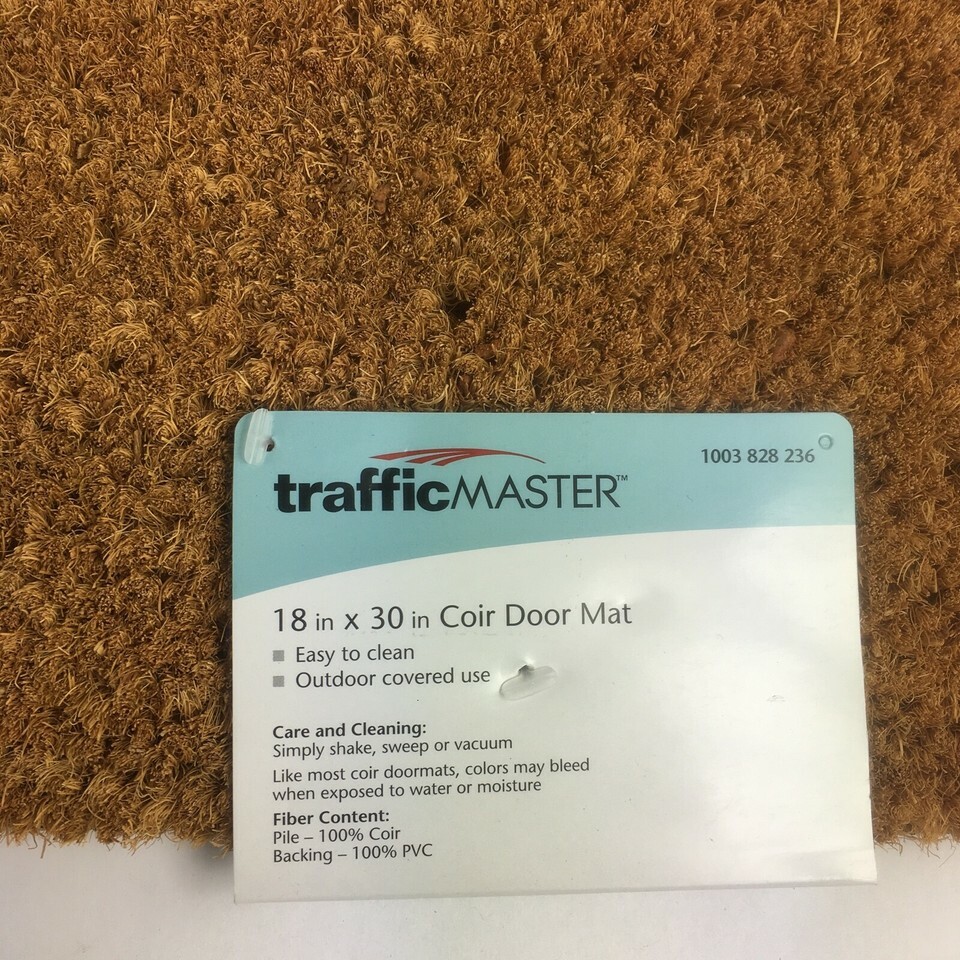 trafficMASTER™
1003 828 236
18 in x 30 in Coir Door Mat
■ Easy to clean
■ Outdoor covered use
Care and Cleaning:
Simply shake, sweep or vacuum
Like most coir doormats, colors may bleed
when exposed to water or moisture
Fiber Content:
Pile – 100% Coir
Backing – 100% PVC